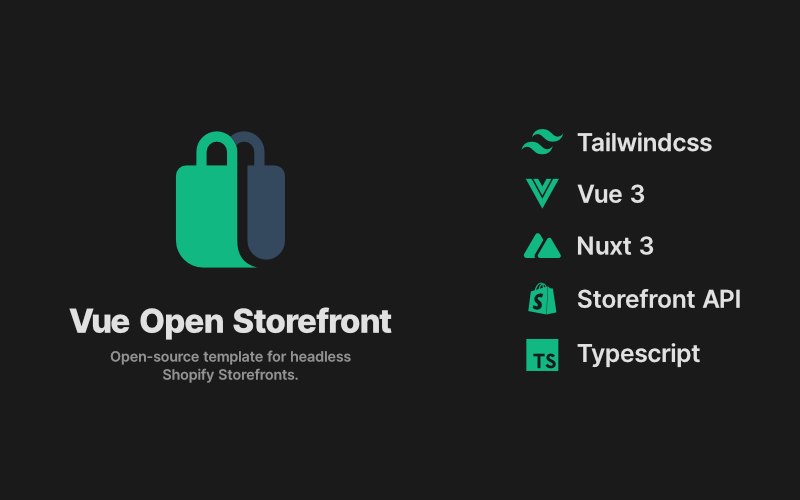 Vue Open Storefront
Open-source template for headless
Shopify Storefronts.
Tailwindcss
Vue 3
Nuxt 3
S
Storefront API
TS
Typescript